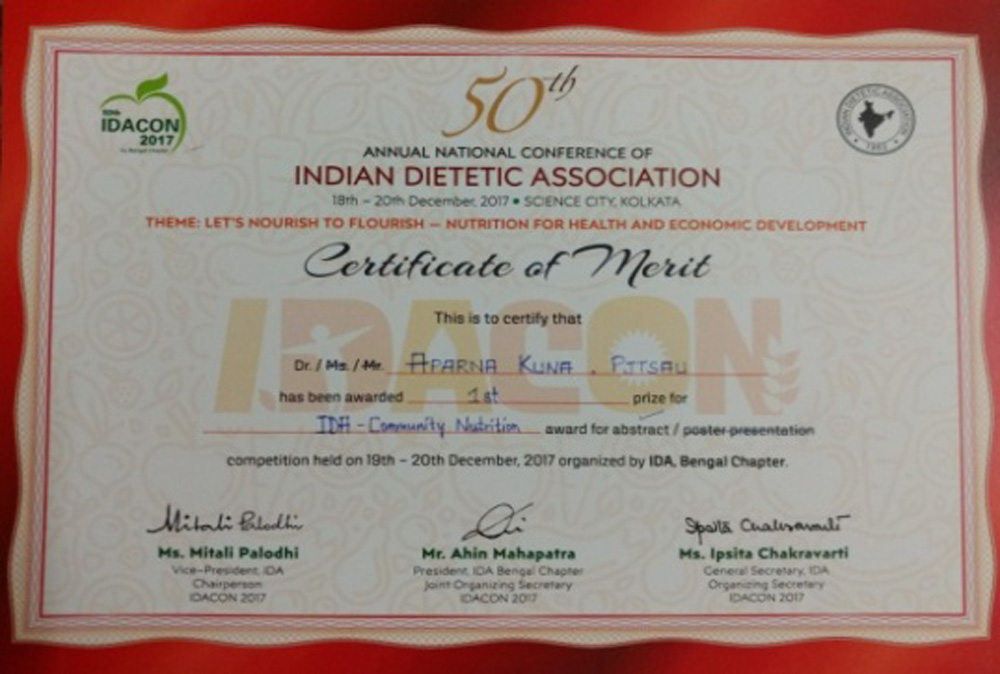 50th
IDACON
2017
INDIAN DIETETIC ASSOCIATION
ANNUAL NATIONAL CONFERENCE OF
INDIAN DIETETIC ASSOCIATION
18th – 20th December, 2017 • SCIENCE CITY, KOLKATA
THEME: LET'S NOURISH TO FLOURISH — NUTRITION FOR HEALTH AND ECONOMIC DEVELOPMENT
Certificate of Merit
IDACON
This is to certify that
Dr. / Ms. / Mr. APARNA KUNA . PJTSAU
has been awarded 1st prize for
IDA - Community Nutrition award for abstract / poster presentation
competition held on 19th – 20th December, 2017 organized by IDA, Bengal Chapter.
Mitali Palodhi
Ipsita Chakravarti
Ms. Mitali Palodhi Mr. Ahin Mahapatra Ms. Ipsita Chakravarti
Vice-President, IDA President, IDA Bengal Chapter General Secretary, IDA
Chairperson Joint Organizing Secretary Organizing Secretary
IDACON 2017 IDACON 2017 IDACON 2017